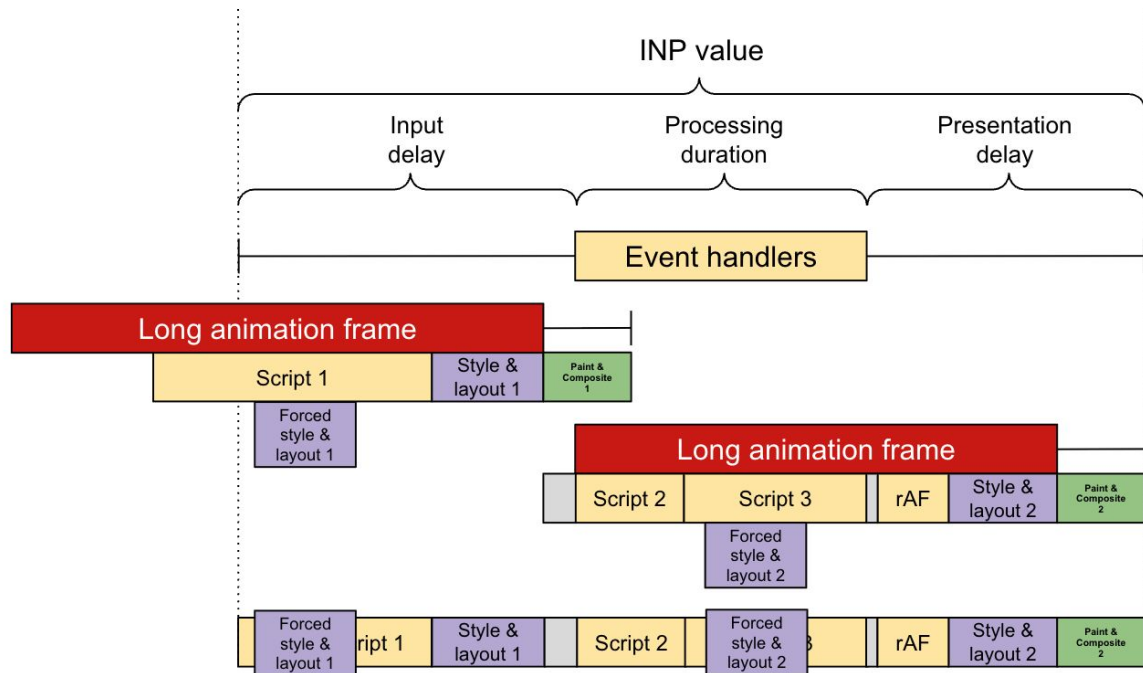 INP value
Input
delay
Processing
duration
Presentation
delay
Event handlers
Long animation frame
Script 1
Style &
layout 1
Paint &
Composite
1
Forced
style &
layout 1
Long animation frame
Script 2
Script 3
rAF
Style &
layout 2
Paint &
Composite 2
Forced
style &
layout 2
Forced
style &
layout 1
ript 1
Style &
layout 1
Script 2
Forced
style &
layout 2
3
rAF
Style &
layout 2
Paint &
Composite 2